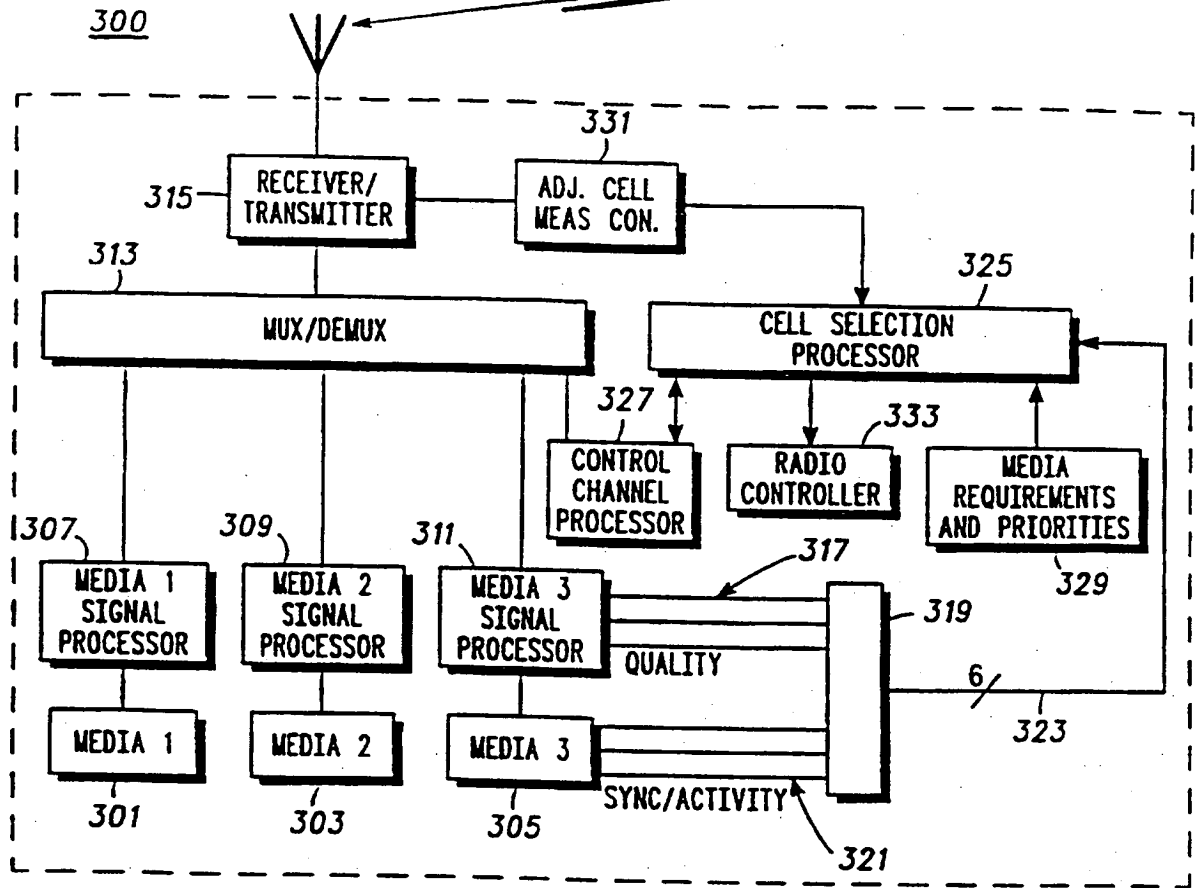 300
331
315
RECEIVER/
TRANSMITTER
ADJ. CELL
MEAS CON.
313
325
MUX/DEMUX
CELL SELECTION
PROCESSOR
327
333
CONTROL
CHANNEL
PROCESSOR
RADIO
CONTROLLER
MEDIA
REQUIREMENTS
AND PRIORITIES
329
307
309
311
317
MEDIA 1
SIGNAL
PROCESSOR
MEDIA 2
SIGNAL
PROCESSOR
MEDIA 3
SIGNAL
PROCESSOR
319
QUALITY
6
323
MEDIA 1
MEDIA 2
MEDIA 3
SYNC/ACTIVITY
301
303
305
321